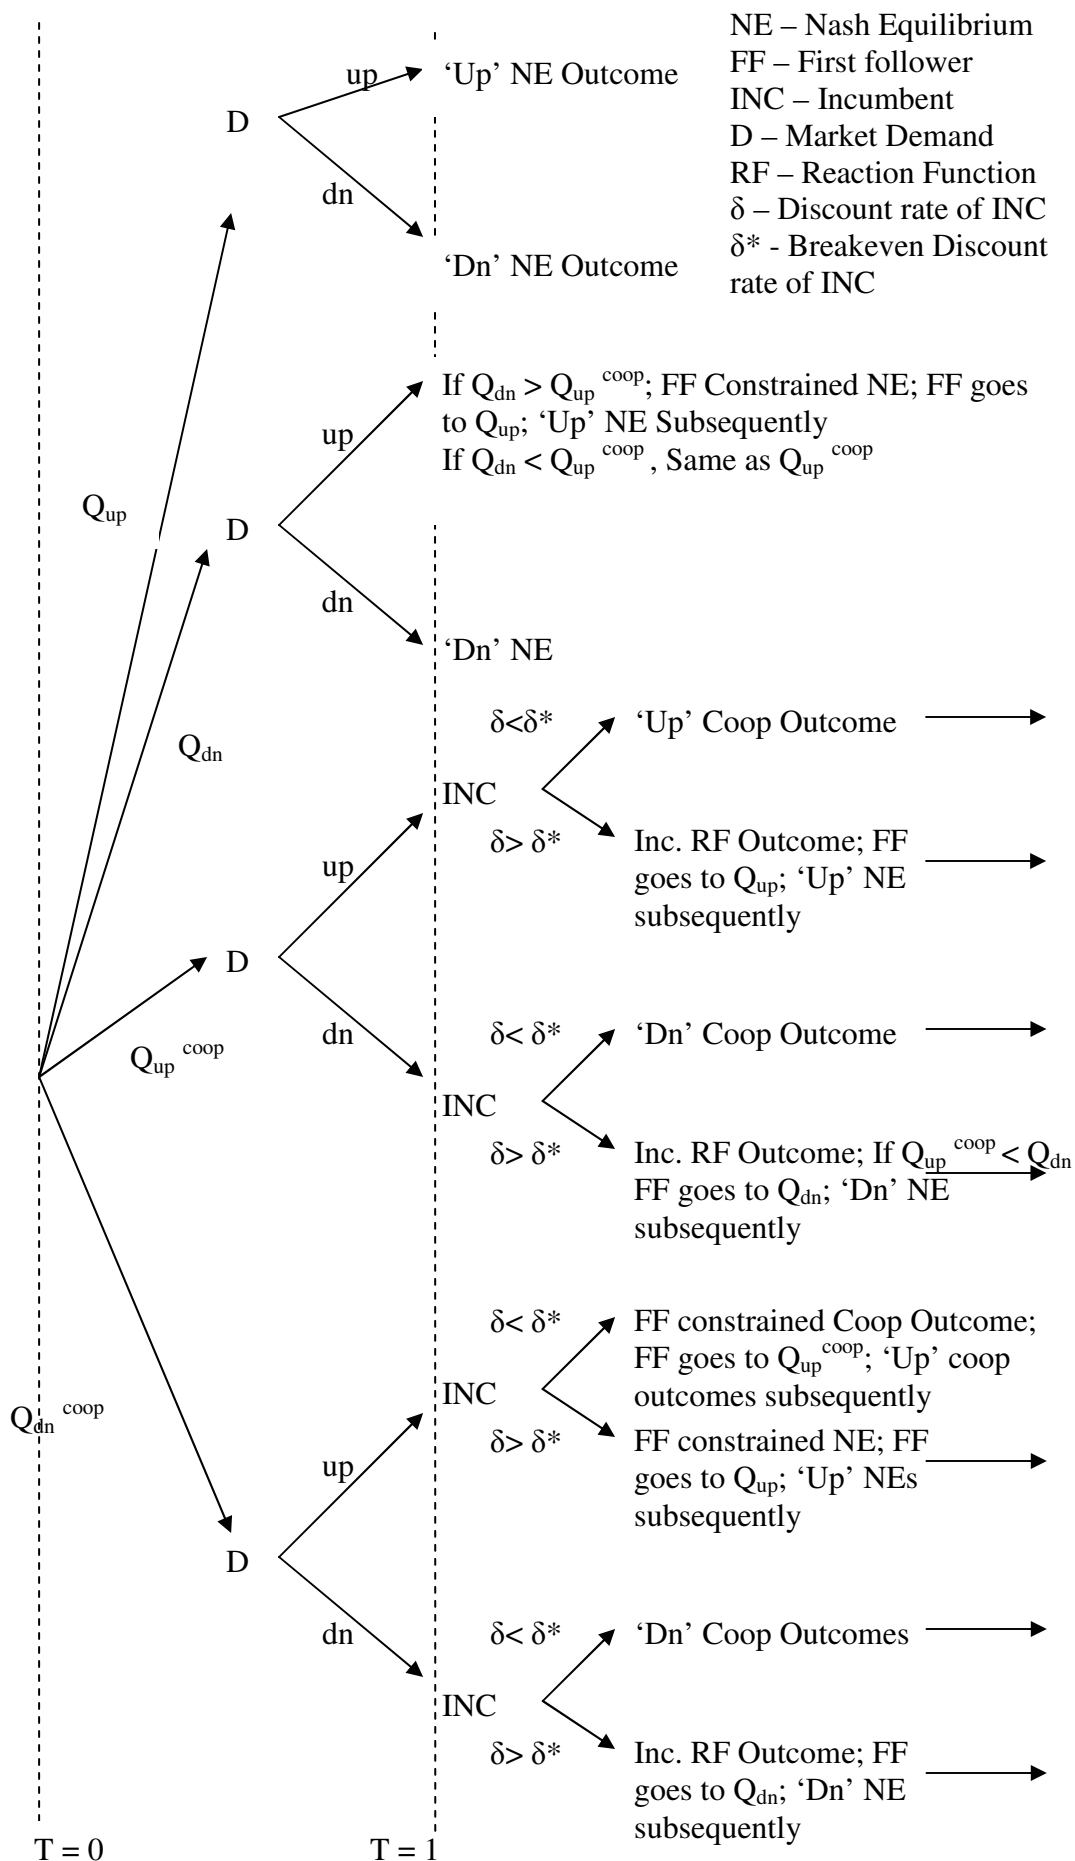 NE – Nash Equilibrium
FF – First follower
INC – Incumbent
D – Market Demand
RF – Reaction Function
δ – Discount rate of INC
δ* - Breakeven Discount
rate of INC
up
‘Up’ NE Outcome
D
dn
‘Dn’ NE Outcome
If Qdn > Qup coop; FF Constrained NE; FF goes
to Qup; ‘Up’ NE Subsequently
If Qdn < Qup coop , Same as Qup coop
up
Qup
D
dn
‘Dn’ NE
Qdn
δ<δ*
‘Up’ Coop Outcome
INC
δ> δ*
Inc. RF Outcome; FF
goes to Qup; ‘Up’ NE
subsequently
up
D
dn
Qup coop
δ< δ*
‘Dn’ Coop Outcome
INC
δ> δ*
Inc. RF Outcome; If Qup coop < Qdn
FF goes to Qdn; ‘Dn’ NE
subsequently
δ< δ*
FF constrained Coop Outcome;
FF goes to Qup coop; ‘Up’ coop
outcomes subsequently
INC
Qdn coop
δ> δ*
FF constrained NE; FF
goes to Qup; ‘Up’ NEs
subsequently
up
D
dn
δ< δ*
‘Dn’ Coop Outcomes
INC
δ> δ*
Inc. RF Outcome; FF
goes to Qdn; ‘Dn’ NE
subsequently
T = 0
T = 1